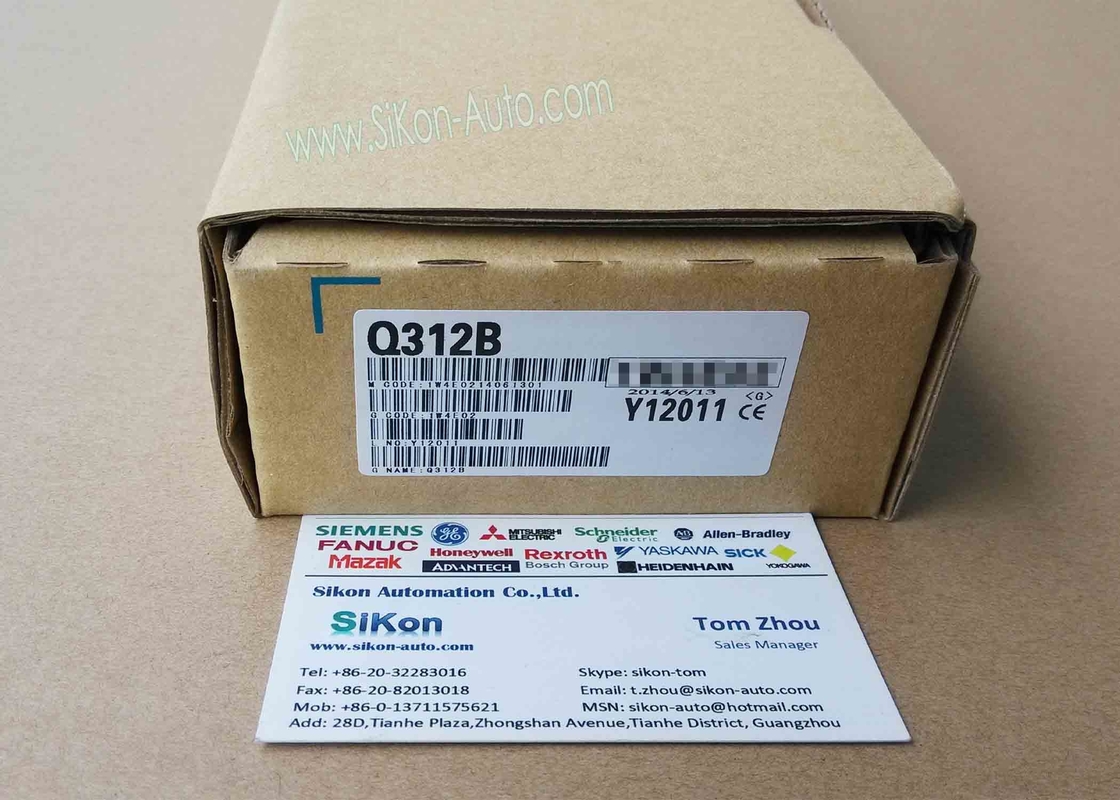 www.SiKon-Auto.com
Q312B
M CODE:1W4E0214061301
2014/6/13
<G>
G CODE:1W4E02
Y12011 CE
L NO:Y12011
G NAME:Q312B
SIEMENS GE MITSUBISHI ELECTRIC Schneider Electric AB Allen-Bradley
FANUC Honeywell Rexroth YASKAWA SICK
Mazak ADVANTECH Bosch Group HEIDENHAIN YOKOGAWA
Sikon Automation Co.,Ltd.
SiKon
Tom Zhou
www.sikon-auto.com
Sales Manager
Tel: +86-20-32283016
Skype: sikon-tom
Fax: +86-20-82013018
Email: t.zhou@sikon-auto.com
Mob: +86-0-13711575621
MSN: sikon-auto@hotmail.com
Add: 28D,Tianhe Plaza,Zhongshan Avenue,Tianhe District, Guangzhou